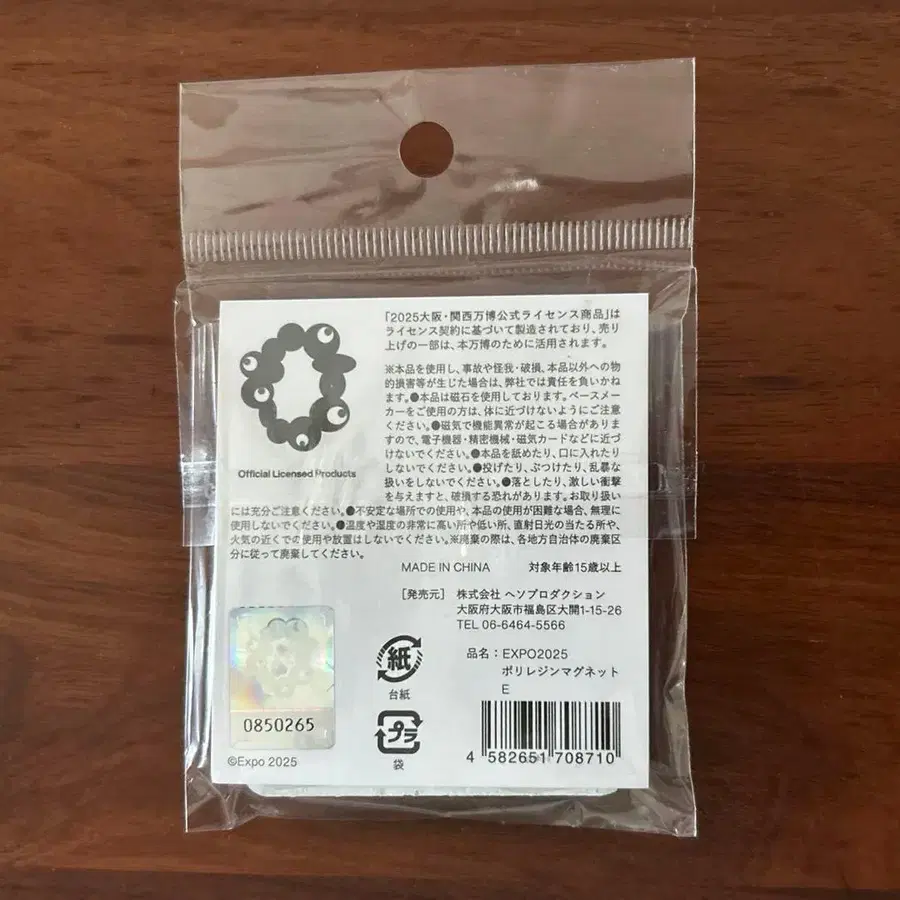 「2025大阪・関西万博公式ライセンス商品」は
ライセンス契約に基づいて製造されており、売り
上げの一部は、本万博のために活用されます。
※本品を使用し、事故や怪我・破損、本品以外への物
的損害等が生じた場合は、弊社では責任を負いかね
ます。●本品は磁石を使用しております。ペースメー
カーをご使用の方は、体に近づけないようにご注意
ください。●磁気で機能異常が起こる場合があり
ますので、電子機器・精密機械・磁気カードなどに近づ
けないでください。●本品を舐めたり、口に入れたり
しないでください。●投げたり、ぶつけたり、乱暴な
扱いをしないでください。●落としたり、激しい衝撃
を与えますと、破損する恐れがあります。お取り扱い
には充分ご注意ください。●不安定な場所での使用や、本品の使用が困難な場合、無理に
使用しないでください。●温度や湿度の非常に高い所や低い所、直射日光の当たる所や、
火気の近くでの使用や放置はしないでください。※廃棄の際は、各地方自治体の廃棄区
分に従って廃棄してください。
Official Licensed Products
MADE IN CHINA 対象年齢15歳以上
[発売元] 株式会社 ヘソプロダクション
大阪府大阪市福島区大開1-15-26
TEL 06-6464-5566
紙
台紙
品名：EXPO2025
ポリレジンマグネット
E
プラ
袋
0850265
©Expo 2025
4 582651 708710